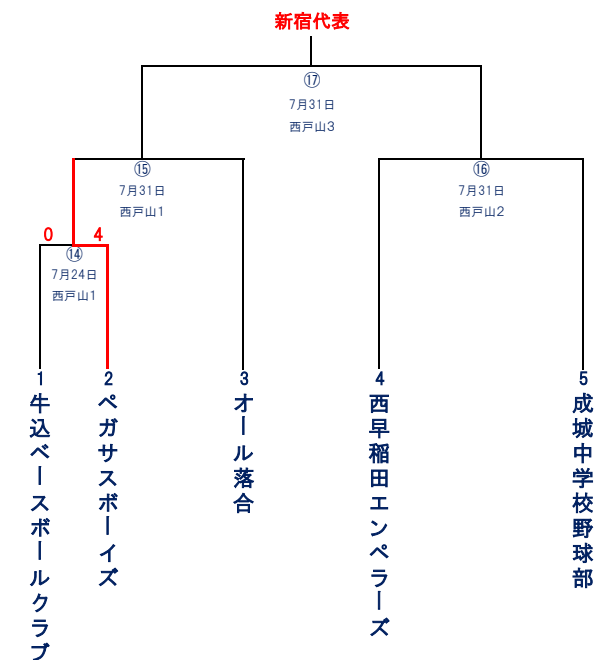 新宿代表
⑰
7月31日
西戸山3
⑮
7月31日
西戸山1
⑯
7月31日
西戸山2
0
4
⑭
7月24日
西戸山1
1
牛込ベースボールクラブ
2
ペガサスボーイズ
3
オール落合
4
西早稲田エンペラーズ
5
成城中学校野球部